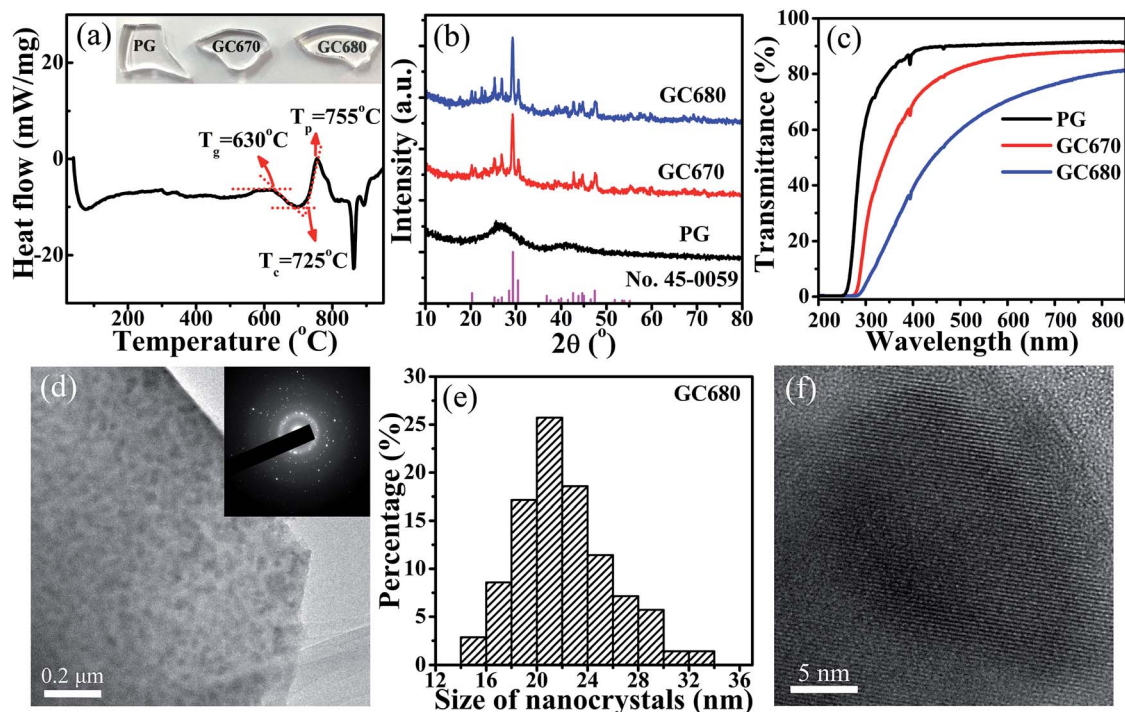 (a)
PG
GC670
GC680
20
0
-20
Heat flow (mW/mg)
T_g=630°C
T_p=755°C
T_c=725°C
200 400 600 800
Temperature (°C)
(b)
Intensity (a.u.)
GC680
GC670
PG
No. 45-0059
10 20 30 40 50 60 70 80
2θ (°)
(c)
Transmittance (%)
100
80
60
40
20
0
PG
GC670
GC680
200 300 400 500 600 700 800
Wavelength (nm)
(d)
0.2 μm
(e)
GC680
Percentage (%)
30
25
20
15
10
5
0
12 16 20 24 28 32 36
Size of nanocrystals (nm)
(f)
5 nm